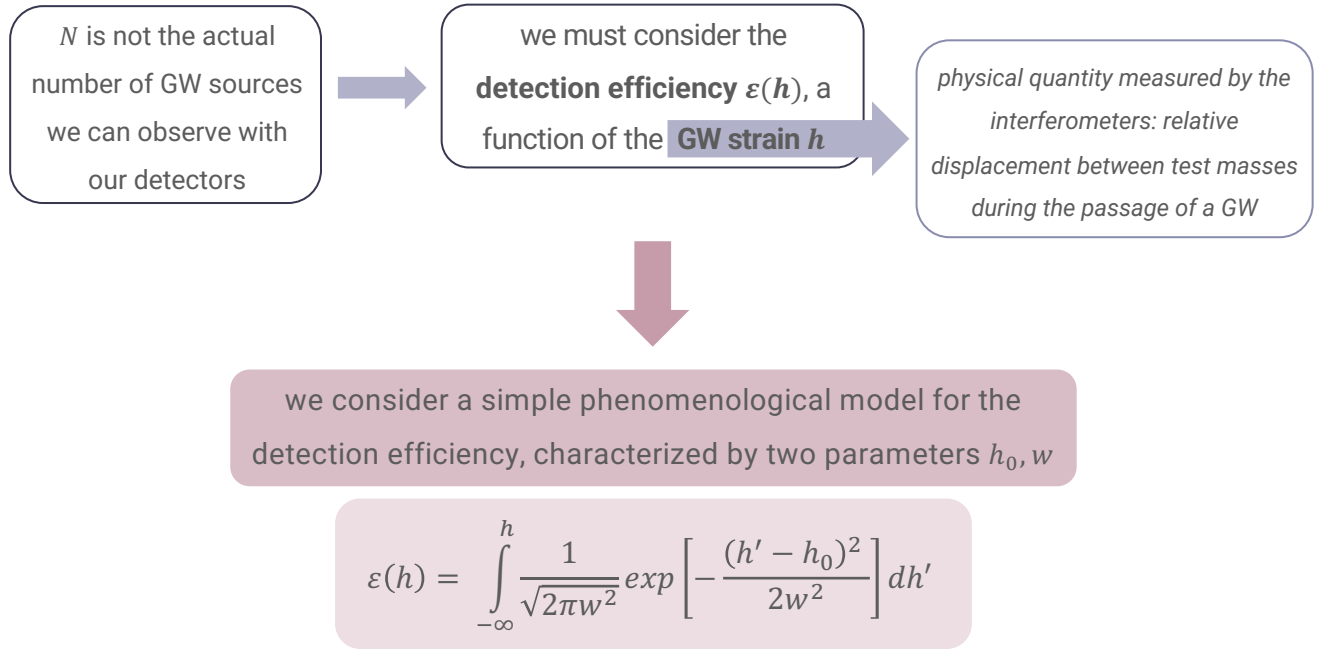 N is not the actual
number of GW sources
we can observe with
our detectors
we must consider the
detection efficiency ε(h), a
function of the GW strain h
physical quantity measured by the
interferometers: relative
displacement between test masses
during the passage of a GW
we consider a simple phenomenological model for the
detection efficiency, characterized by two parameters h₀, w
ε(h) = ∫_{-∞}^{h} \frac{1}{\sqrt{2πw²}} exp [ -\frac{(h′ − h₀)²}{2w²} ] dh′